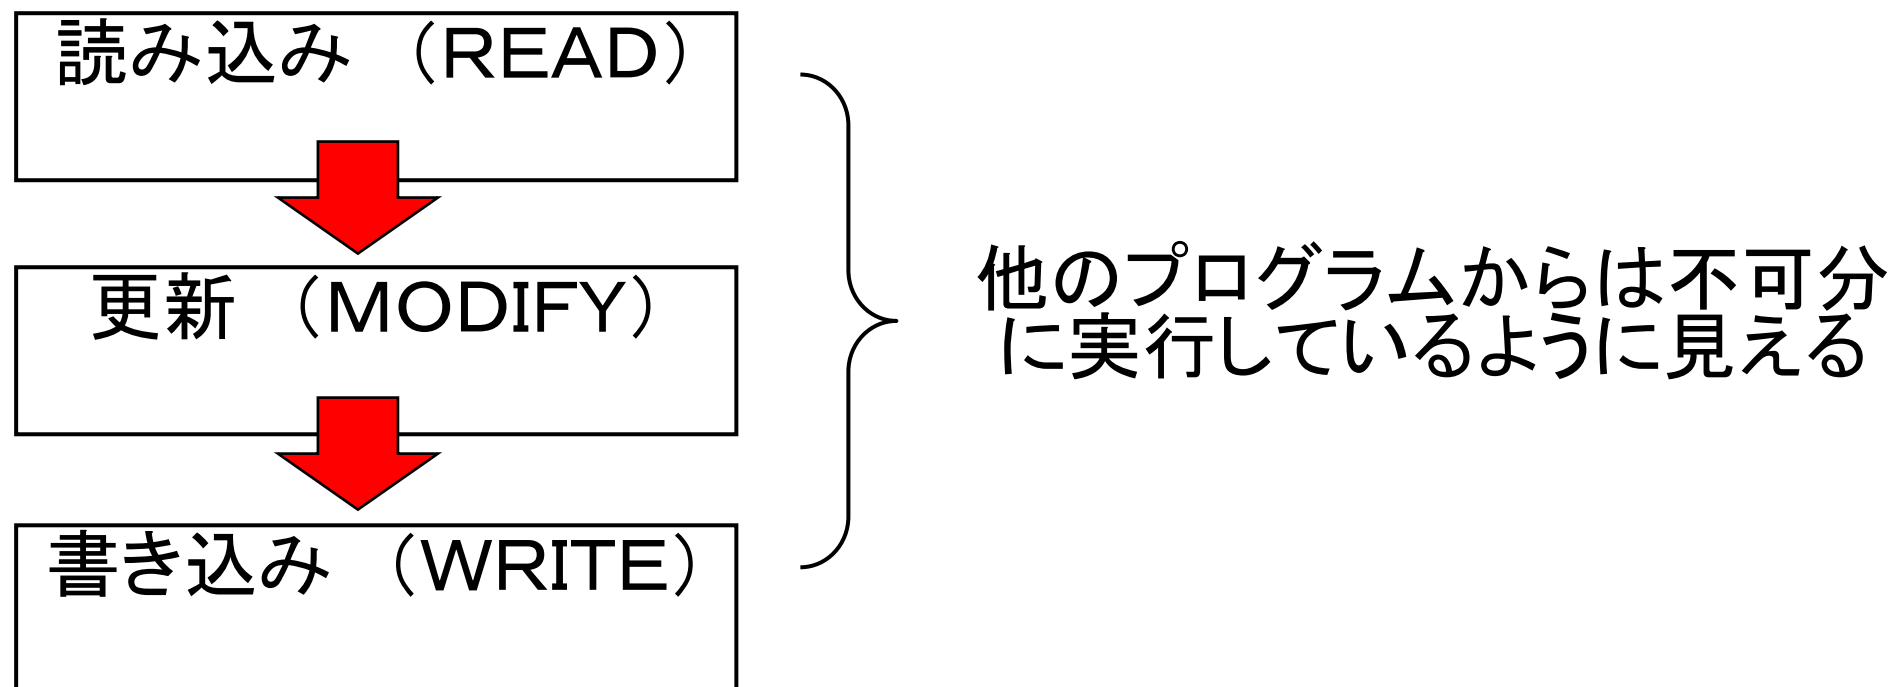 読み込み （READ）
更新 （MODIFY）
書き込み （WRITE）
他のプログラムからは不可分
に実行しているように見える